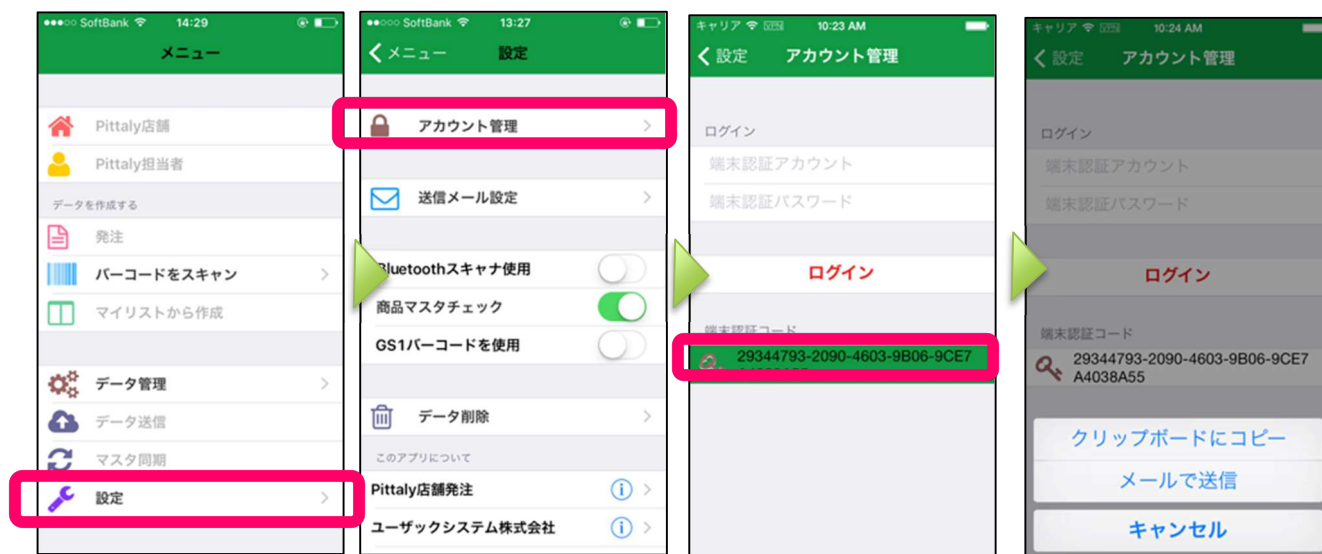 ●●●○○ SoftBank 14:29
メニュー
Pittaly店舗
Pittaly担当者
データを作成する
発注
バーコードをスキャン
マイリストから作成
データ管理
データ送信
マスタ同期
設定
●●○○○ SoftBank 13:27
メニュー 設定
アカウント管理
送信メール設定
Bluetoothスキャナ使用
商品マスタチェック
GS1バーコードを使用
データ削除
このアプリについて
Pittaly店舗発注
ユーザックシステム株式会社
キャリア VPN 10:23 AM
設定 アカウント管理
ログイン
端末認証アカウント
端末認証パスワード
ログイン
端末認証コード
29344793-2090-4603-9B06-9CE7
キャリア VPN 10:24 AM
設定 アカウント管理
ログイン
端末認証アカウント
端末認証パスワード
ログイン
端末認証コード
29344793-2090-4603-9B06-9CE7
A4038A55
クリップボードにコピー
メールで送信
キャンセル